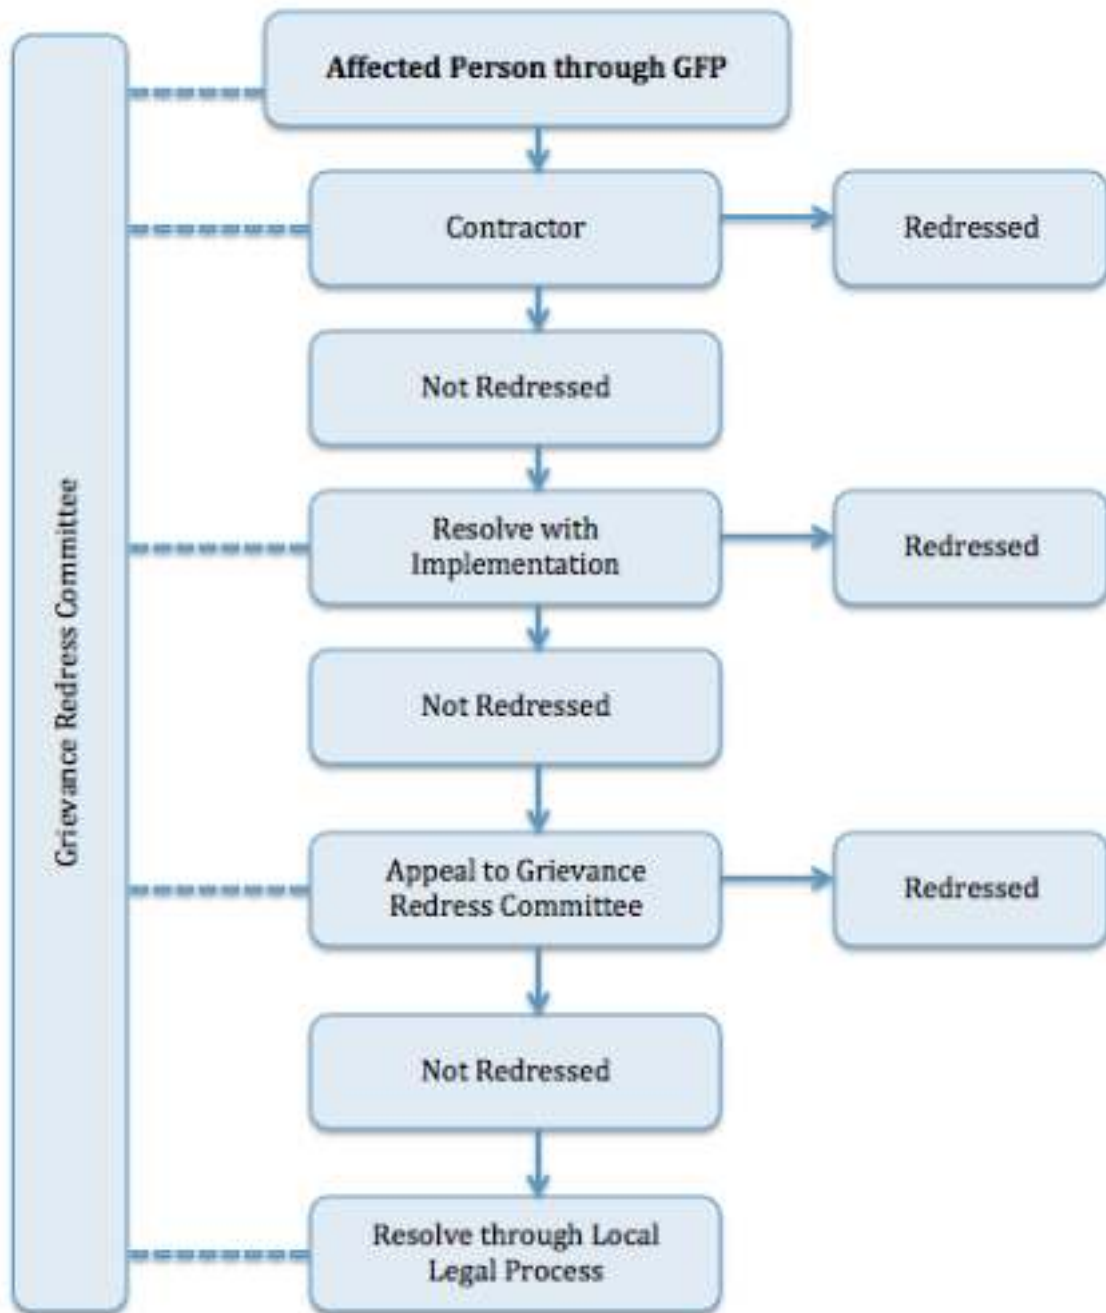 Affected Person through GFP
Contractor
Redressed
Not Redressed
Resolve with
Implementation
Redressed
Not Redressed
Appeal to Grievance
Redress Committee
Redressed
Not Redressed
Resolve through Local
Legal Process
Grievance Redress Committee